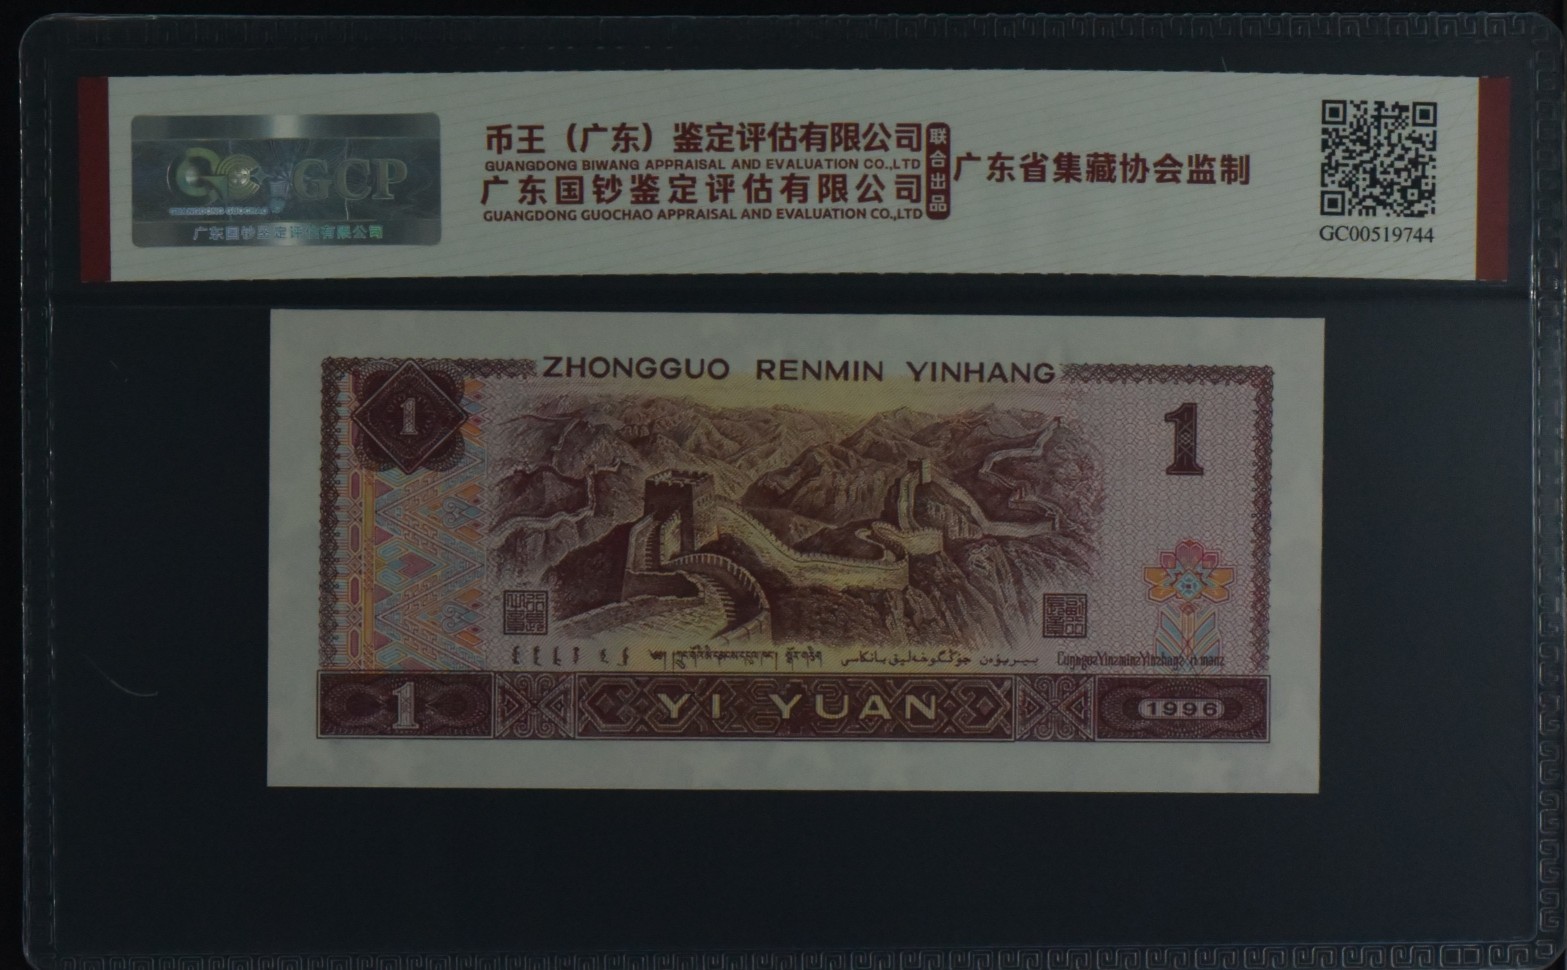 GCP
GUANGDONG GUOCHAO
广东国钞鉴定评估有限公司
币王（广东）鉴定评估有限公司
GUANGDONG BIWANG APPRAISAL AND EVALUATION CO.,LTD
广东国钞鉴定评估有限公司
GUANGDONG GUOCHAO APPRAISAL AND EVALUATION CO.,LTD
联合出品
广东省集藏协会监制
GC00519744
ZHONGGUO RENMIN YINHANG
1
1
1
YI YUAN
1996